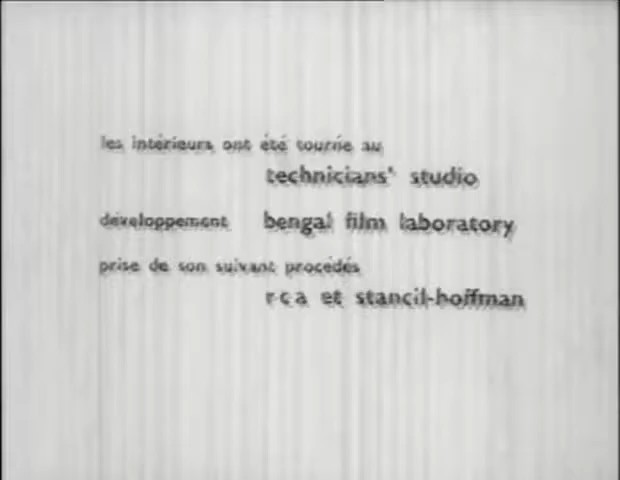 les intérieurs ont été tournée au
technicians' studio
développement bengal film laboratory
prise de son suivant procédés
rca et stancil-hoffman